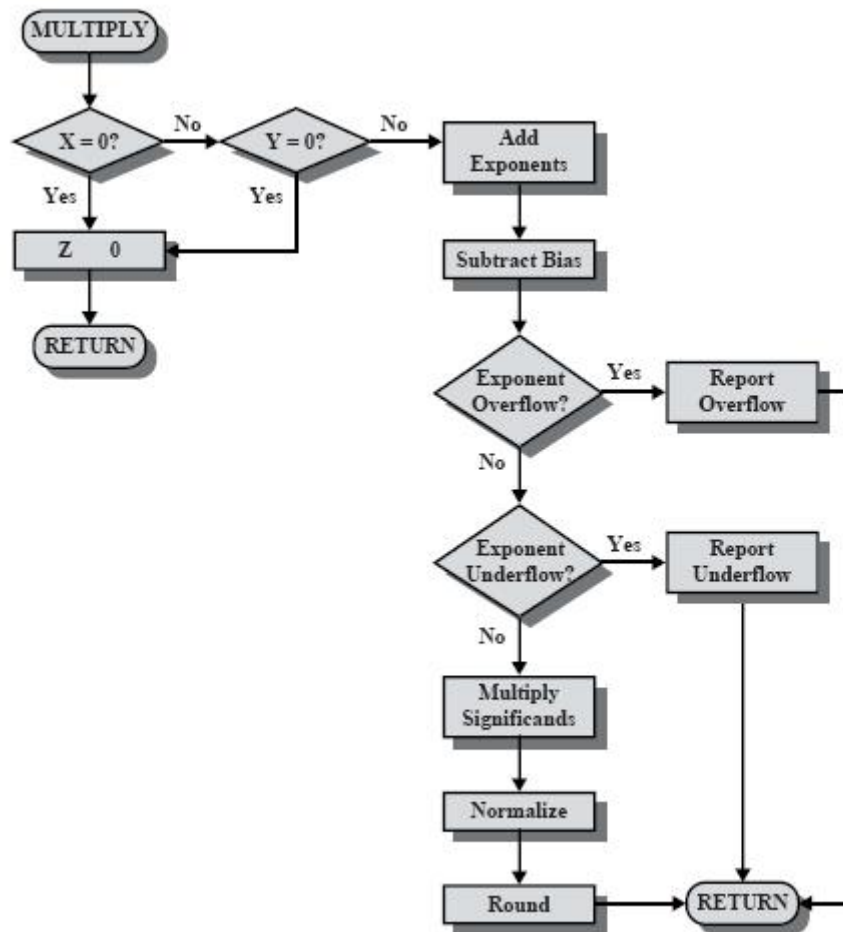 MULTIPLY
X = 0?
No
Y = 0?
No
Add
Exponents
Yes
Yes
Z 0
Subtract Bias
RETURN
Exponent
Overflow?
Yes
Report
Overflow
No
Exponent
Underflow?
Yes
Report
Underflow
No
Multiply
Significands
Normalize
Round
RETURN